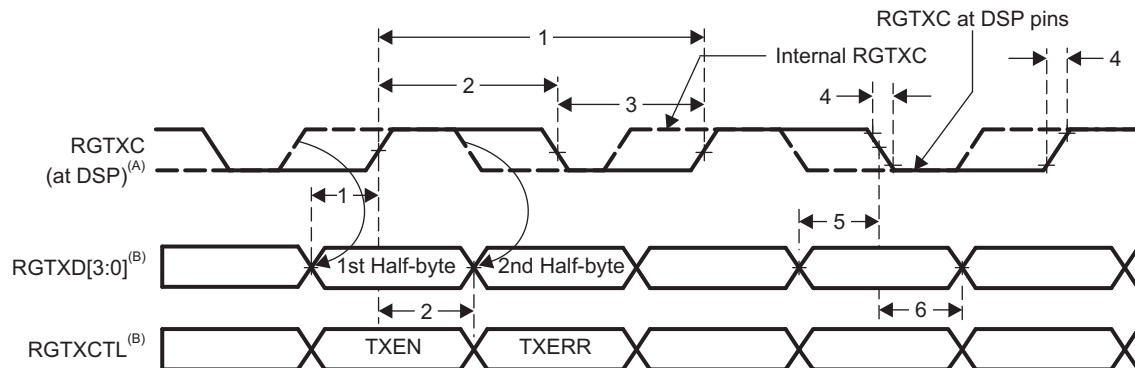 RGTXC at DSP pins
1
Internal RGTXC
4
2
4
3
RGTXC
(at DSP)(A)
1
5
RGTXD[3:0](B)
1st Half-byte
2nd Half-byte
2
6
RGTXCTL(B)
TXEN
TXERR